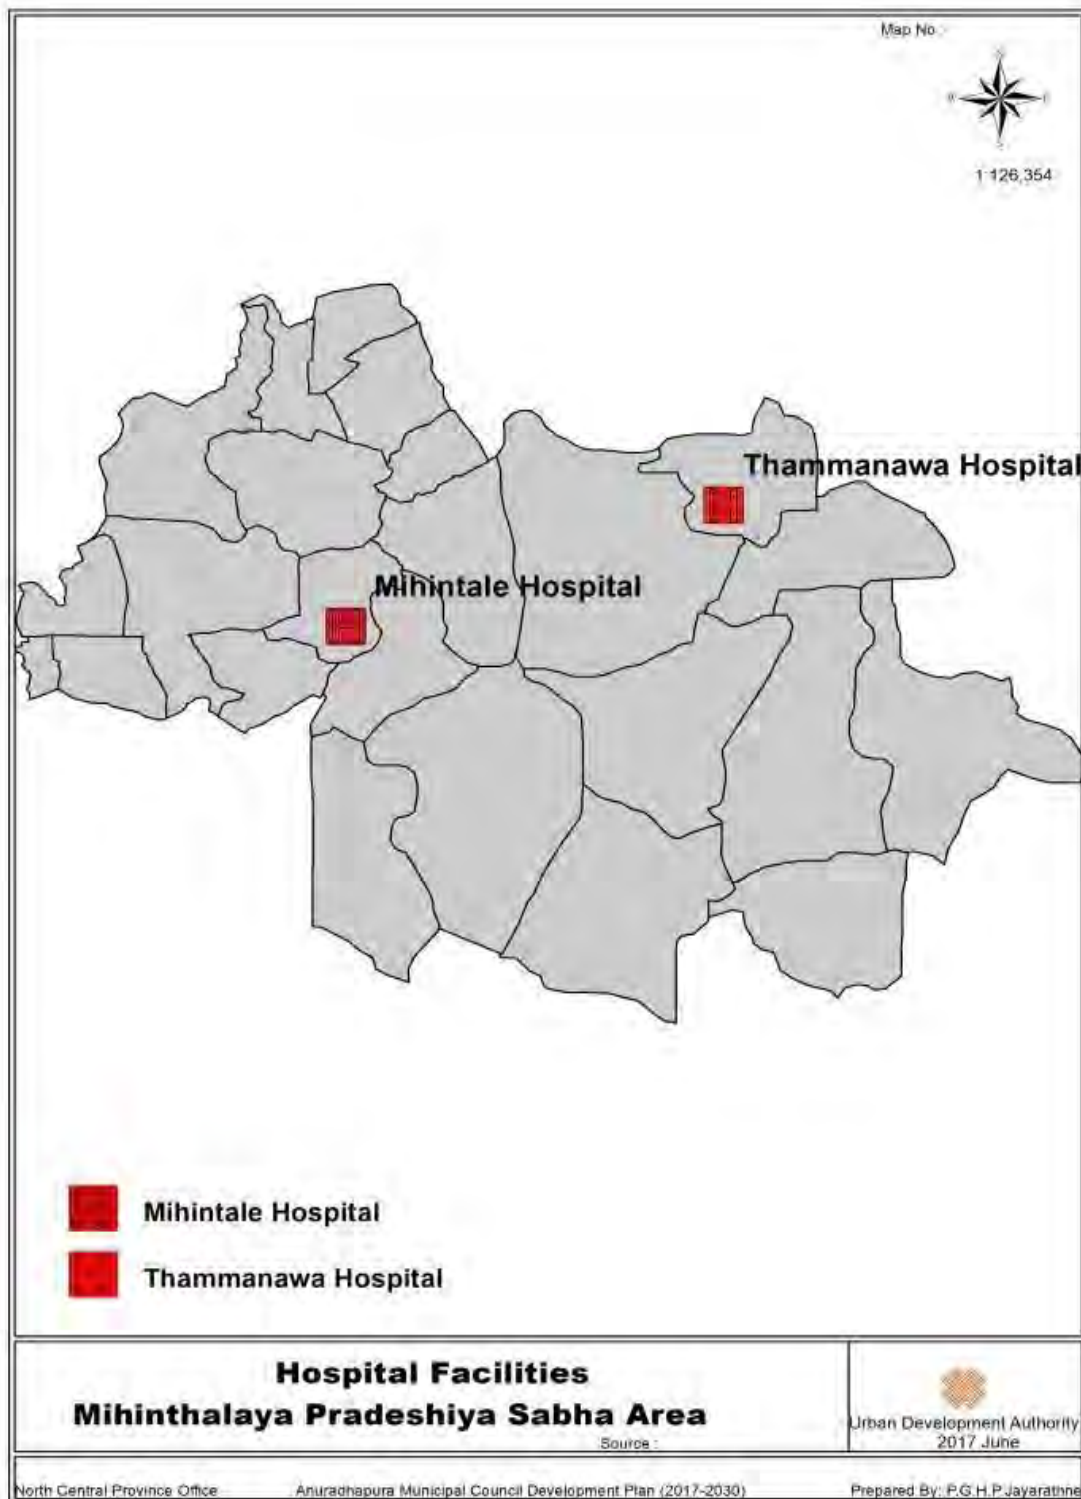 Map No :-
1:126,354
Thammanawa Hospital
Mihintale Hospital
Mihintale Hospital
Thammanawa Hospital
Hospital Facilities
Mihinthalaya Pradeshiya Sabha Area
Source :
Urban Development Authority
2017 June
North Central Province Office
Anuradhapura Municipal Council Development Plan (2017-2030)
Prepared By: P.G.H.P.Jayarathne